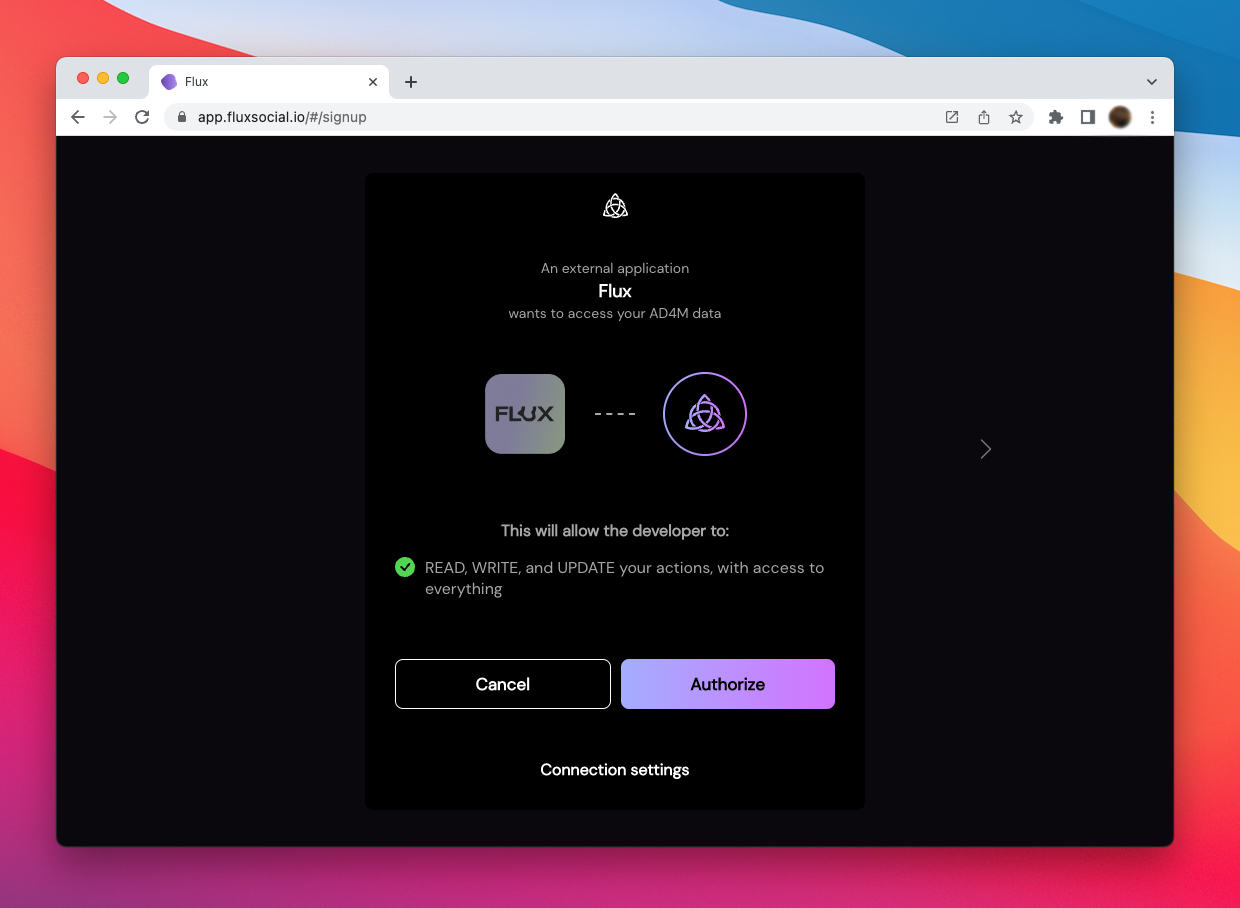 Flux
app.fluxsocial.io/#/signup
An external application
Flux
wants to access your AD4M data
FLUX
This will allow the developer to:
READ, WRITE, and UPDATE your actions, with access to
everything
Cancel
Authorize
Connection settings